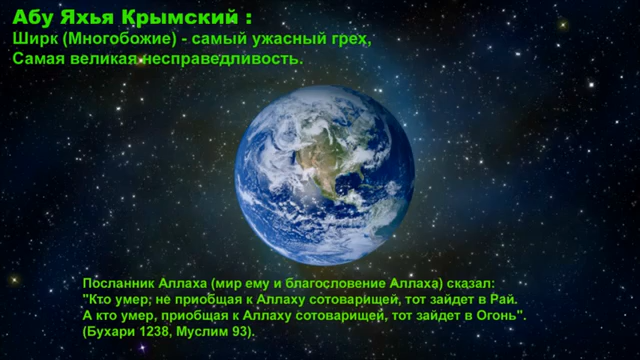 Абу Яхья Крымский :
Ширк (Многобожие) - самый ужасный грех,
Самая великая несправедливость.
Посланник Аллаха (мир ему и благословение Аллаха) сказал:
"Кто умер, не приобщая к Аллаху сотоварищей, тот зайдет в Рай.
А кто умер, приобщая к Аллаху сотоварищей, тот зайдет в Огонь".
(Бухари 1238, Муслим 93).